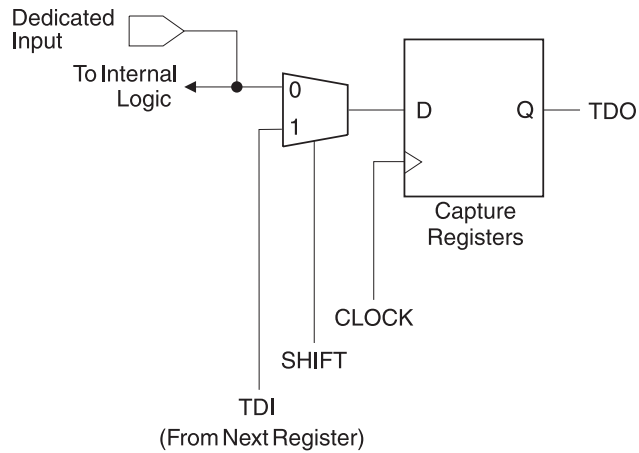 Dedicated
Input
To Internal
Logic
0
1
D
Q
TDO
Capture
Registers
CLOCK
SHIFT
TDI
(From Next Register)